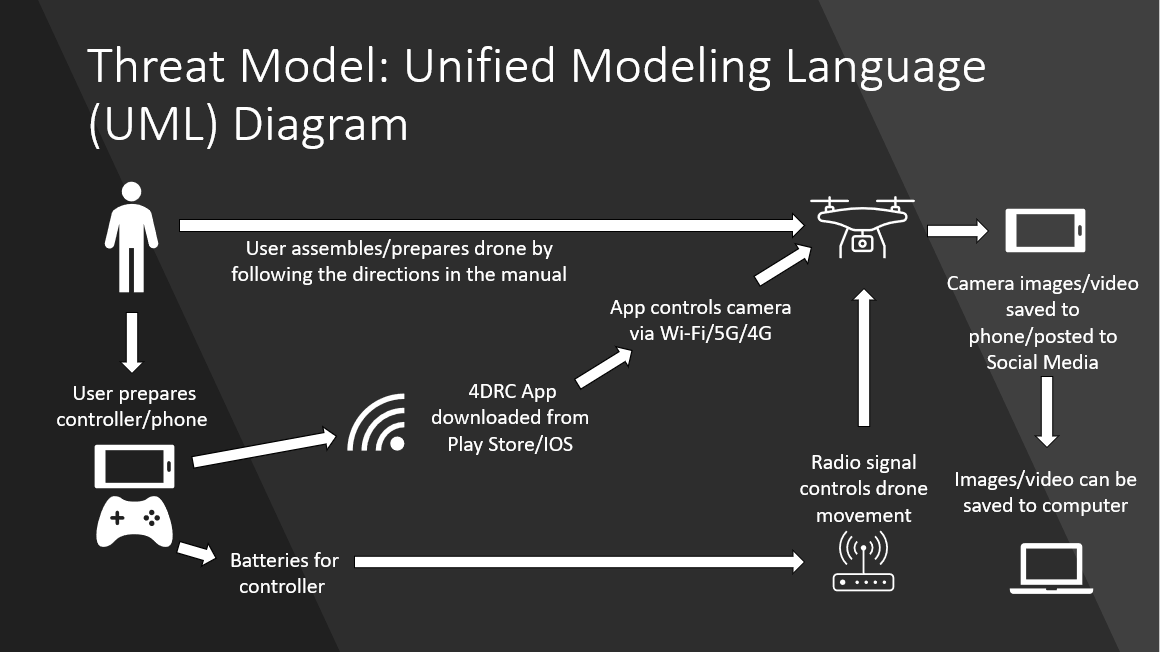 Threat Model: Unified Modeling Language
(UML) Diagram
User assembles/prepares drone by
following the directions in the manual
Camera images/video
saved to
phone/posted to
Social Media
App controls camera
via Wi-Fi/5G/4G
User prepares
controller/phone
4DRC App
downloaded from
Play Store/IOS
Radio signal
controls drone
movement
Images/video can be
saved to computer
Batteries for
controller